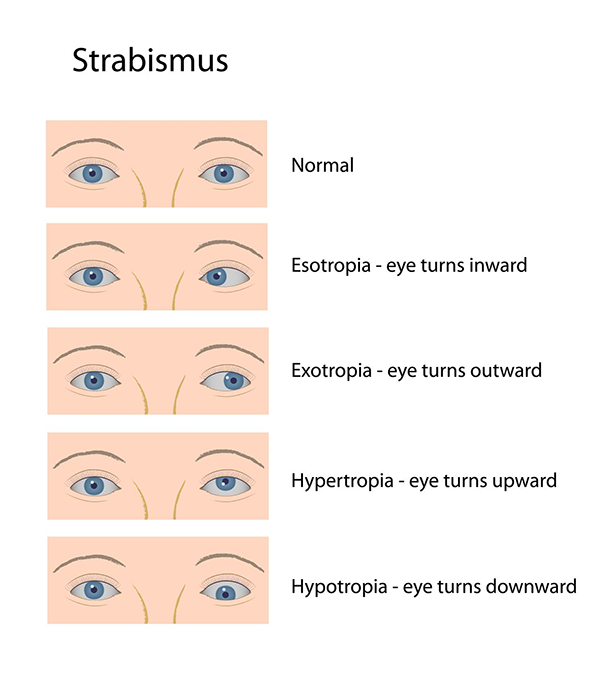 Strabismus
Normal
Esotropia - eye turns inward
Exotropia - eye turns outward
Hypertropia - eye turns upward
Hypotropia - eye turns downward